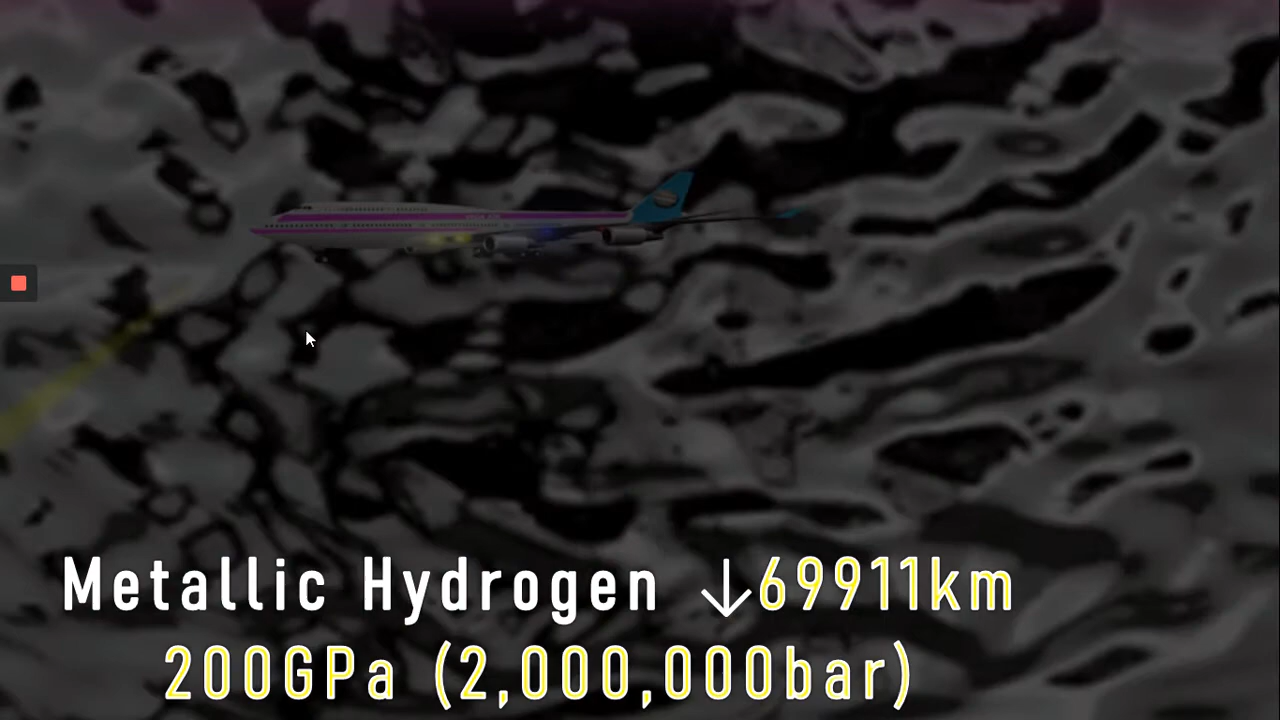 Metallic Hydrogen ↓69911km
200GPa (2,000,000bar)